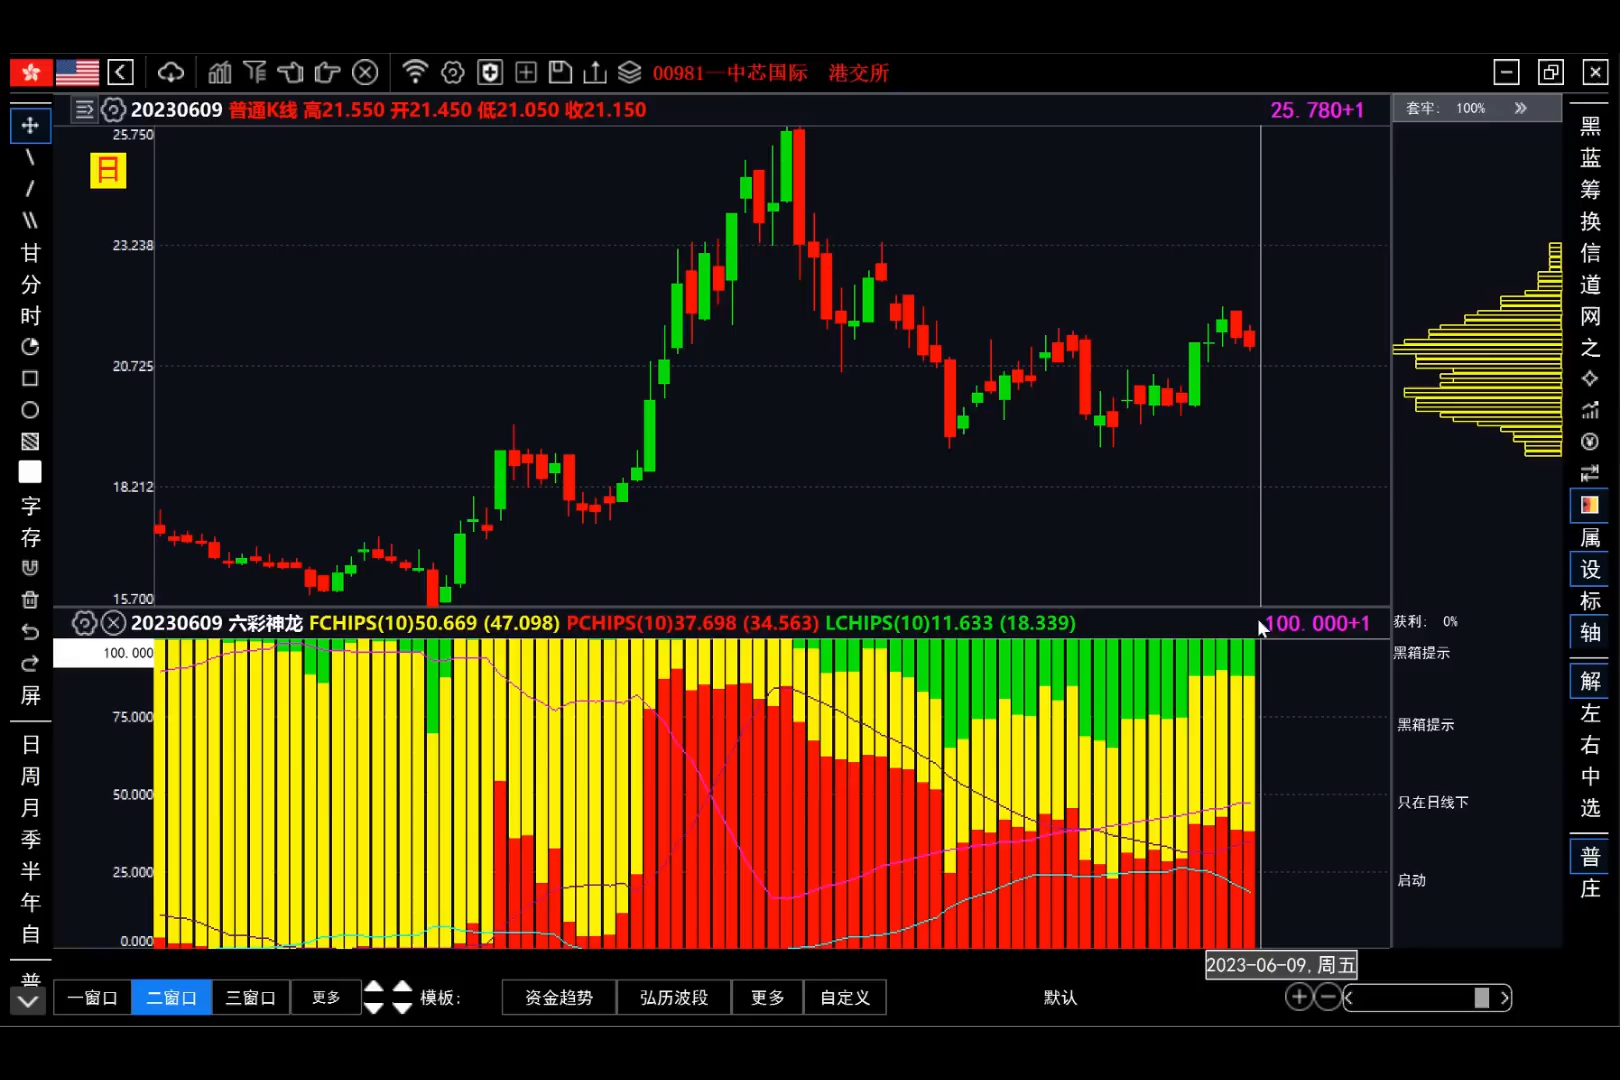 00981—中芯国际 港交所
20230609 普通K线 高21.550 开21.450 低21.050 收21.150
25.780+1
套牢: 100% »
日
25.750
23.238
20.725
18.212
15.700
甘
分
时
字
存
屏
日
周
月
季
半
年
自
普
黑
蓝
筹
换
信
道
网
之
属
设
标
轴
解
左
右
中
选
普
庄
20230609 六彩神龙 FCHIPS(10)50.669 (47.098) PCHIPS(10)37.698 (34.563) LCHIPS(10)11.633 (18.339)
100.000+1
获利: 0%
100.000
75.000
50.000
25.000
0.000
黑箱提示
黑箱提示
只在日线下
启动
2023-06-09,周五
一窗口 二窗口 三窗口 更多 模板: 资金趋势 弘历波段 更多 自定义 默认